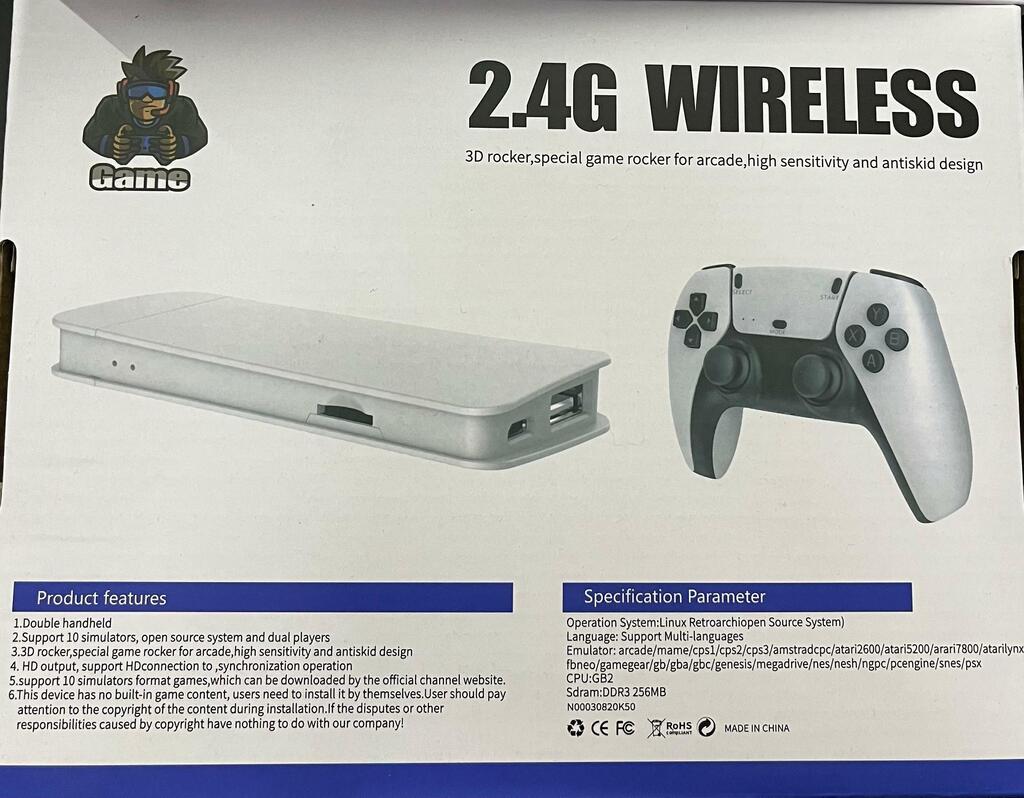 Game
2.4G WIRELESS
3D rocker,special game rocker for arcade,high sensitivity and antiskid design
SELECT
START
MODE
Y
X
B
A
Product features
1.Double handheld
2.Support 10 simulators, open source system and dual players
3.3D rocker,special game rocker for arcade,high sensitivity and antiskid design
4. HD output, support HDconnection to ,synchronization operation
5.support 10 simulators format games,which can be downloaded by the official channel website.
6.This device has no built-in game content, users need to install it by themselves.User should pay
attention to the copyright of the content during installation.If the disputes or other
responsibilities caused by copyright have nothing to do with our company!
Specification Parameter
Operation System:Linux Retroarchiopen Source System)
Language: Support Multi-languages
Emulator: arcade/mame/cps1/cps2/cps3/amstradcpc/atari2600/atari5200/arari7800/atarilynx
fbneo/gamegear/gb/gba/gbc/genesis/megadrive/nes/nesh/ngpc/pcengine/snes/psx
CPU:GB2
Sdram:DDR3 256MB
N00030820K50
CE FC RoHS COMPLIANT MADE IN CHINA